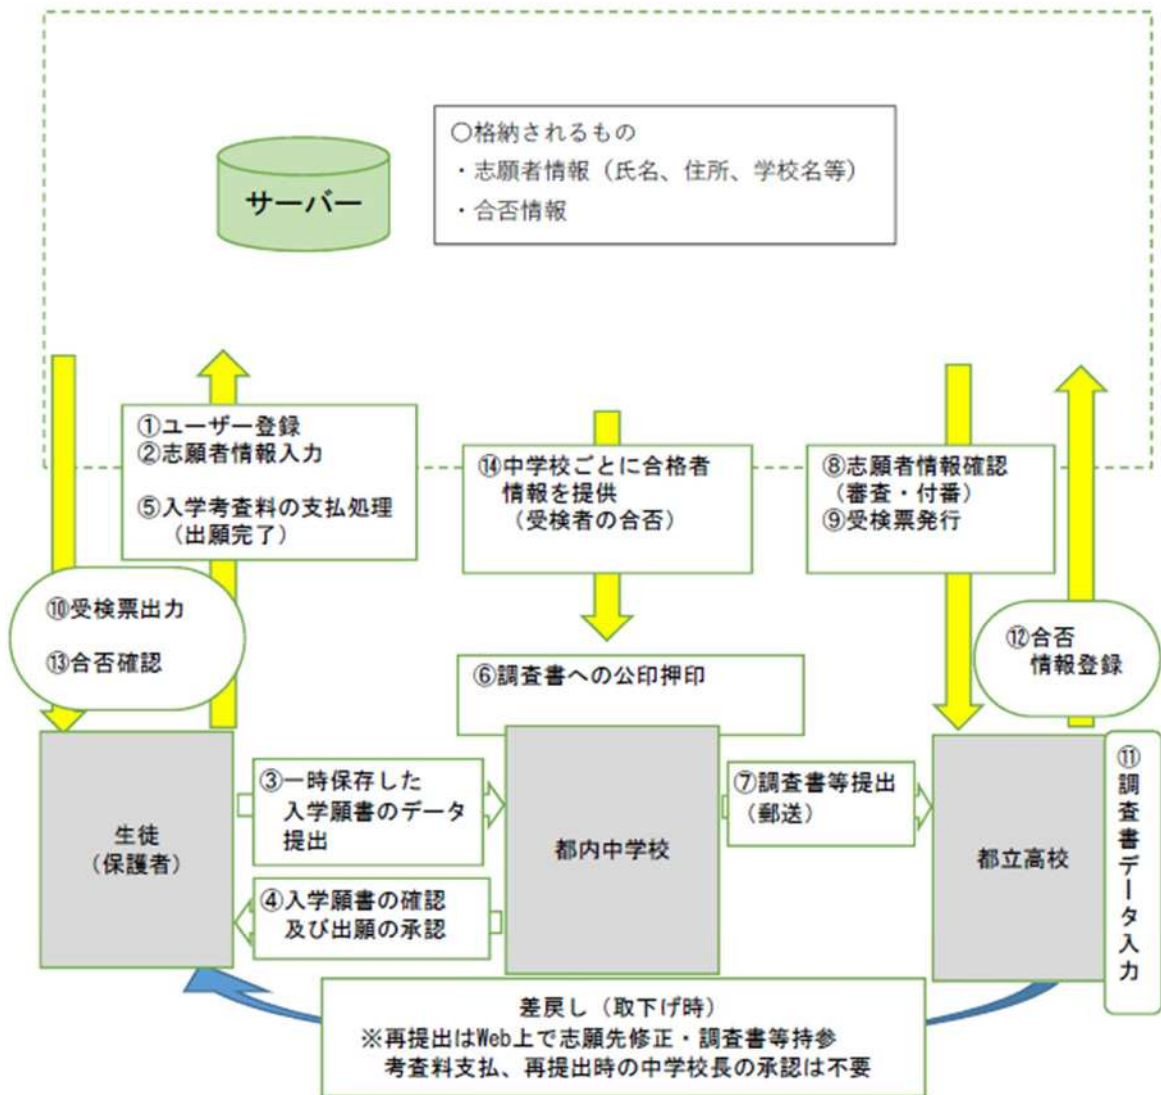 サーバー
〇格納されるもの
・志願者情報（氏名、住所、学校名等）
・合否情報
①ユーザー登録
②志願者情報入力
⑤入学考査料の支払処理
（出願完了）
⑭中学校ごとに合格者
情報を提供
（受検者の合否）
⑧志願者情報確認
（審査・付番）
⑨受検票発行
⑩受検票出力
⑬合否確認
⑫合否
情報登録
⑥調査書への公印押印
生徒
（保護者）
③一時保存した
入学願書のデータ
提出
④入学願書の確認
及び出願の承認
都内中学校
⑦調査書等提出
（郵送）
都立高校
⑪調査書データ入力
差戻し（取下げ時）
※再提出はWeb上で志願先修正・調査書等持参
考査料支払、再提出時の中学校長の承認は不要